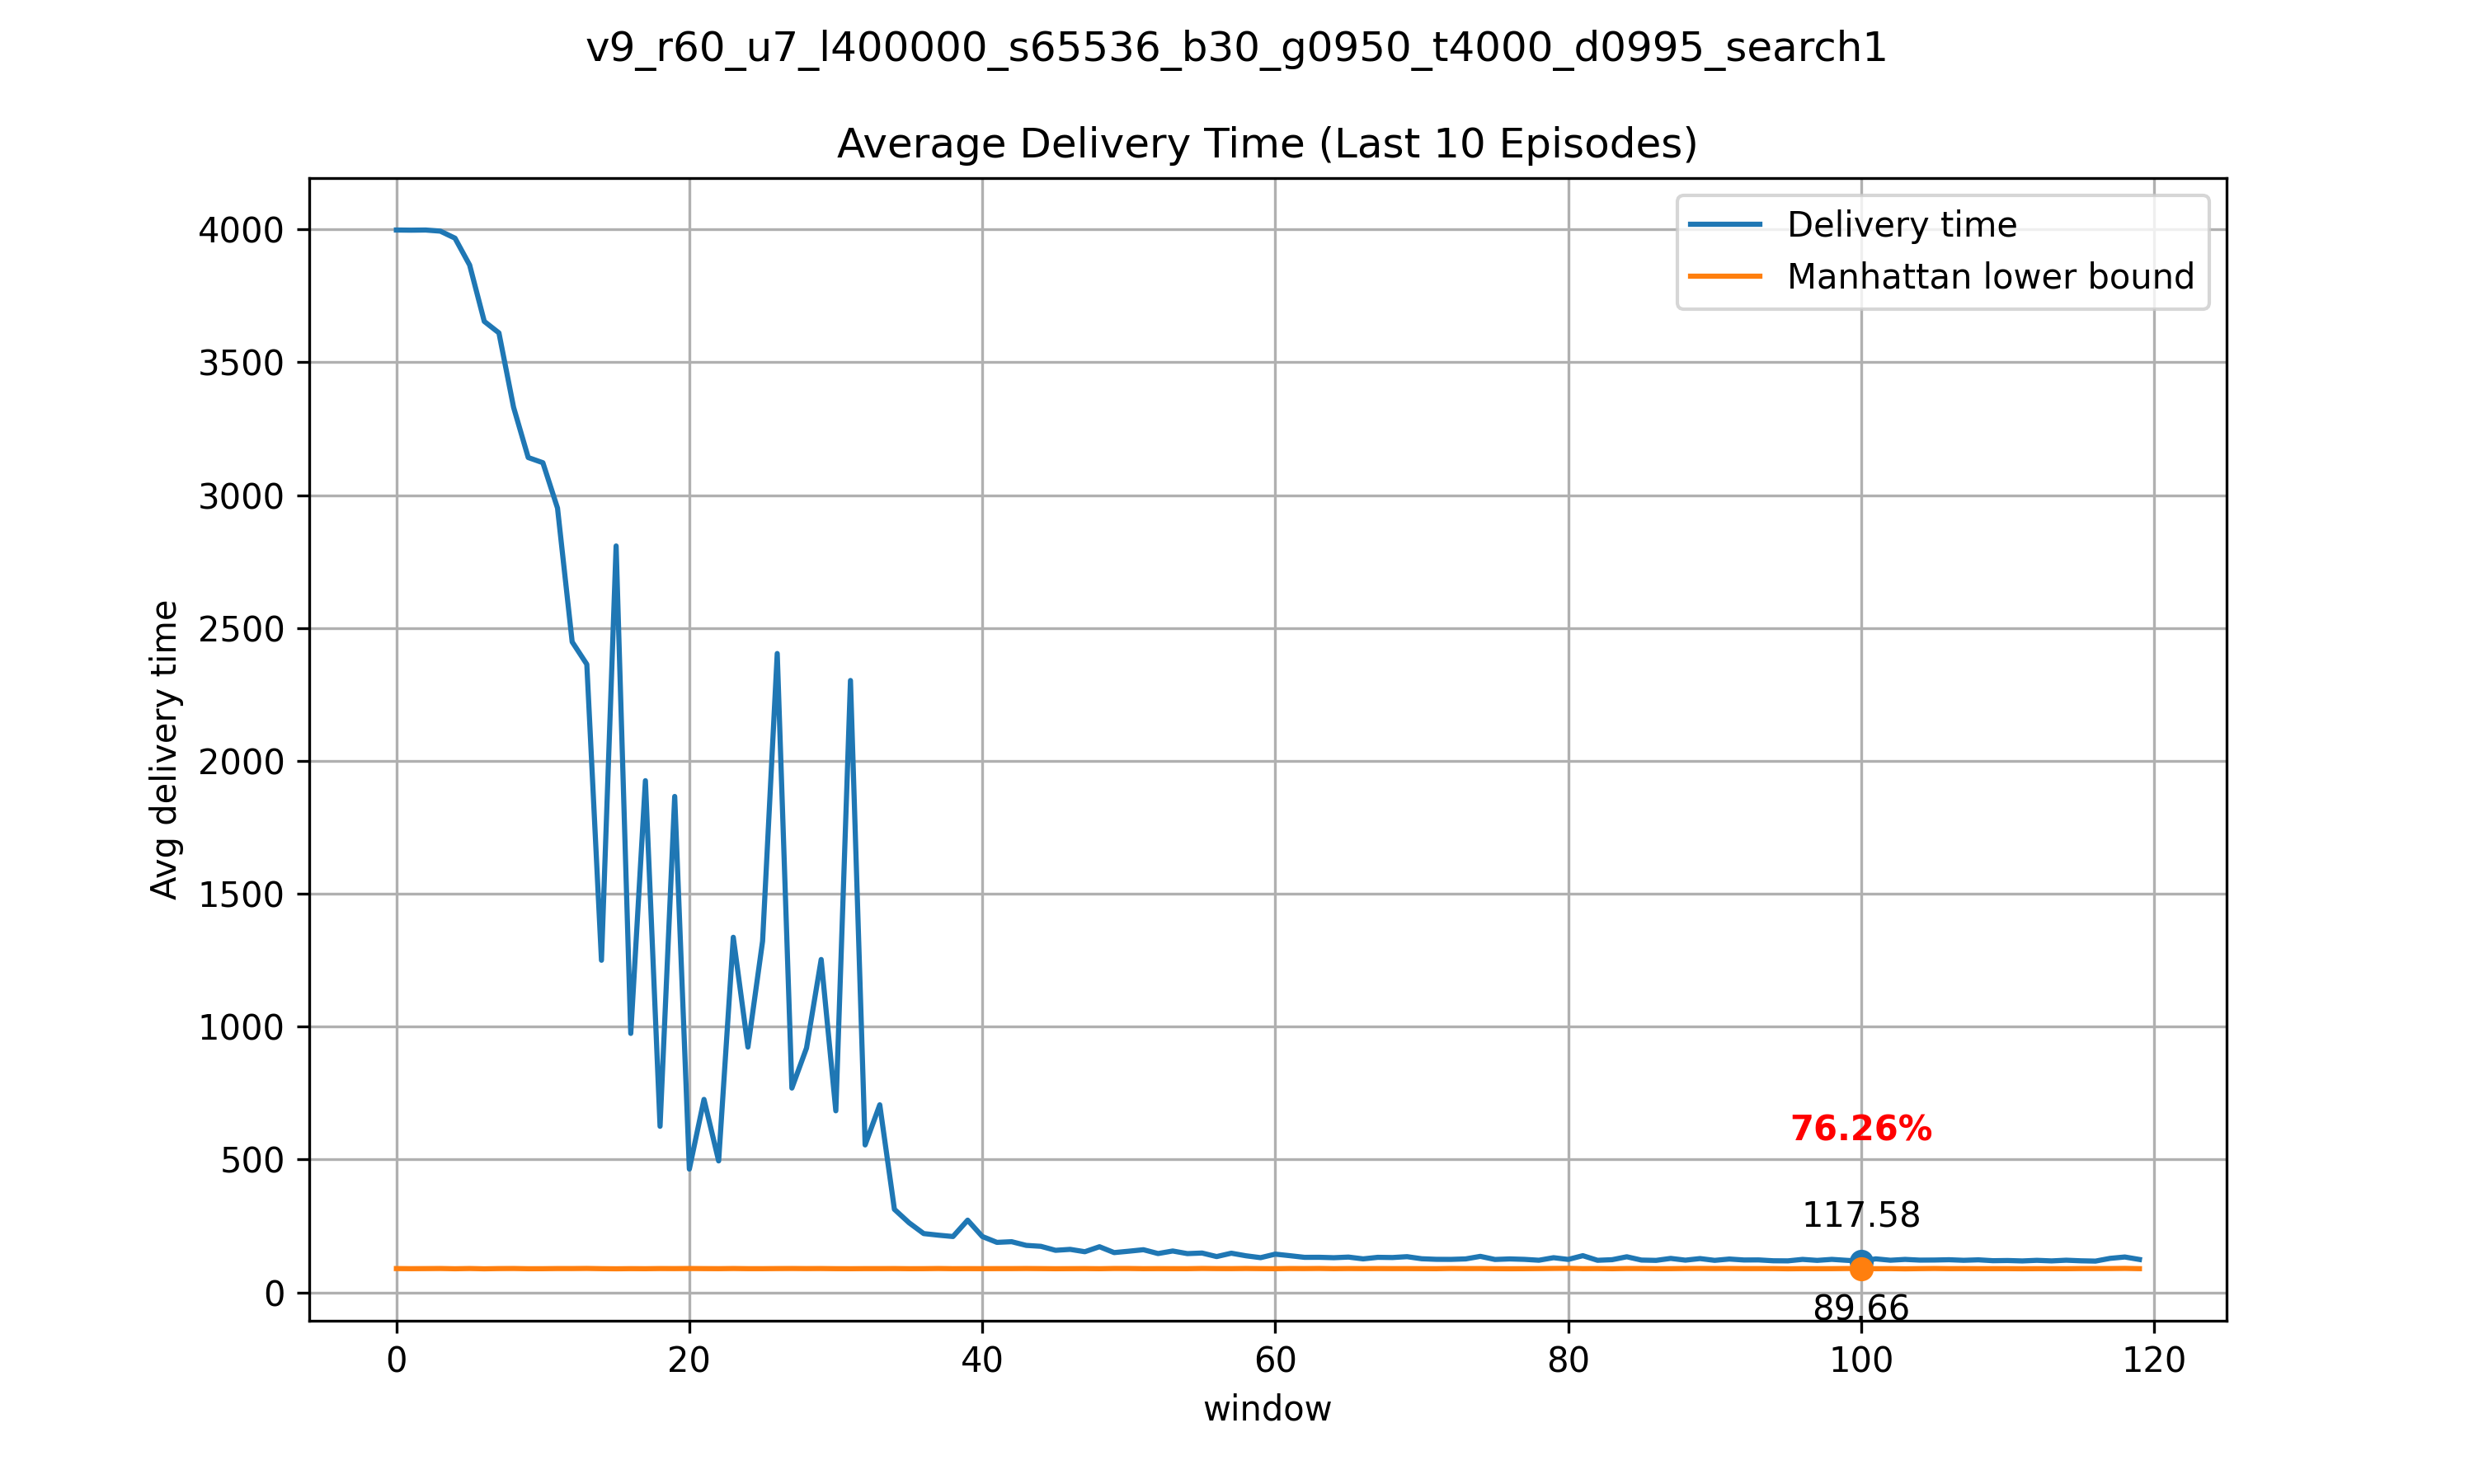 v9_r60_u7_l400000_s65536_b30_g0950_t4000_d0995_search1
Average Delivery Time (Last 10 Episodes)
Delivery time
Manhattan lower bound
4000
3500
3000
2500
2000
1500
1000
500
0
Avg delivery time
76.26%
117.58
89.66
0 20 40 60 80 100 120
window